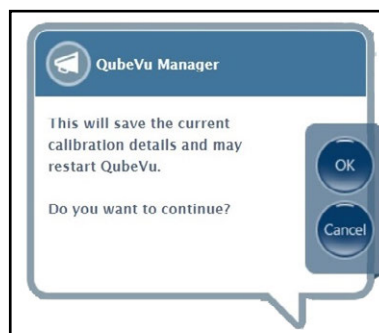 QubeVu Manager
This will save the current
calibration details and may
restart QubeVu.
Do you want to continue?
OK
Cancel